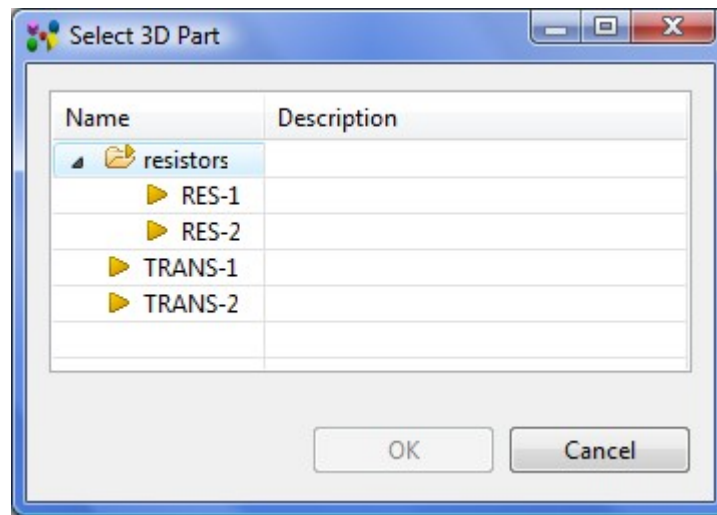 Select 3D Part
Name Description
resistors
RES-1
RES-2
TRANS-1
TRANS-2
OK Cancel